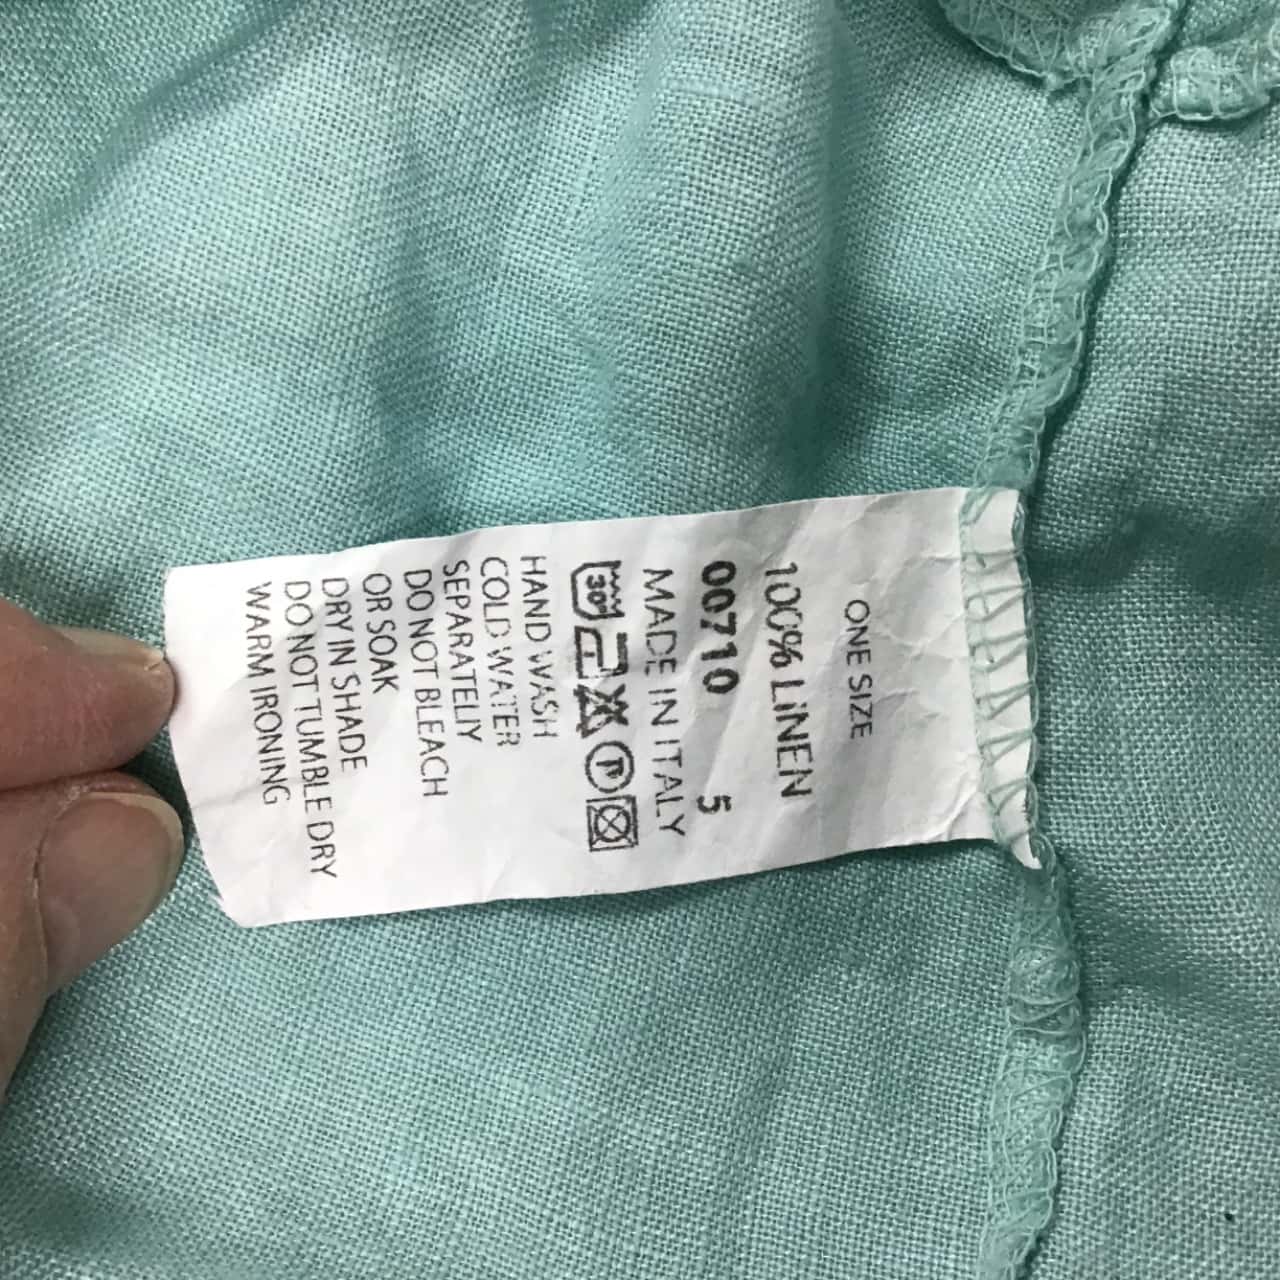 ONE SIZE
100% LiNEN
00710 5
MADE IN ITALY
30° P
HAND WASH
COLD WATER
SEPARATELIY
DO NOT BLEACH
OR SOAK
DRY IN SHADE
DO NOT TUMBLE DRY
WARM IRONING